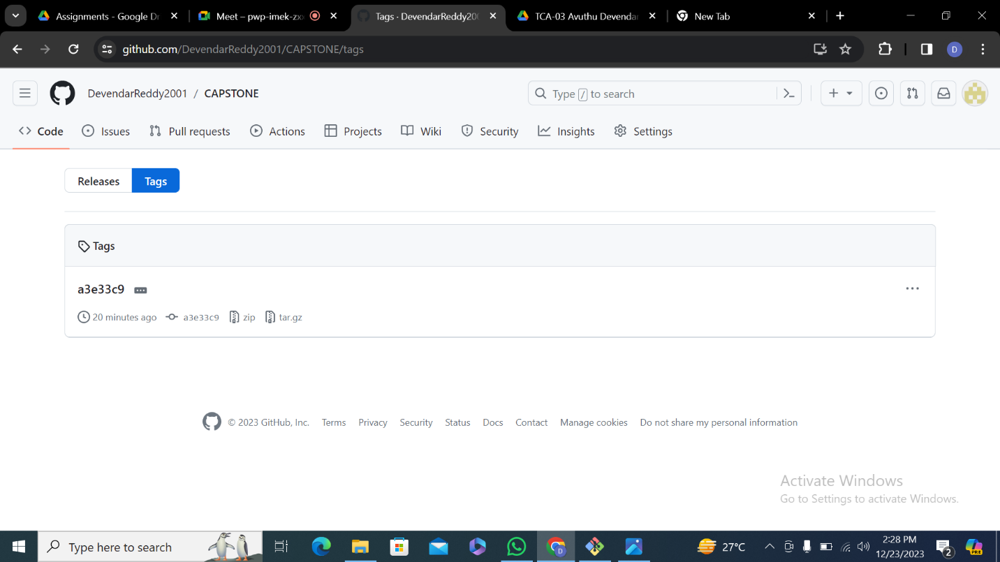 Assignments - Google Dr
Meet – pwp-imek-zx
Tags · DevendarReddy200
TCA-03 Avuthu Devendar
New Tab
github.com/DevendarReddy2001/CAPSTONE/tags
D
DevendarReddy2001 / CAPSTONE
Type / to search
Code Issues Pull requests Actions Projects Wiki Security Insights Settings
Releases Tags
Tags
a3e33c9
20 minutes ago a3e33c9 zip tar.gz
© 2023 GitHub, Inc. Terms Privacy Security Status Docs Contact Manage cookies Do not share my personal information
Activate Windows
Go to Settings to activate Windows.
Type here to search
D
27°C
2:28 PM
12/23/2023
2
PRE